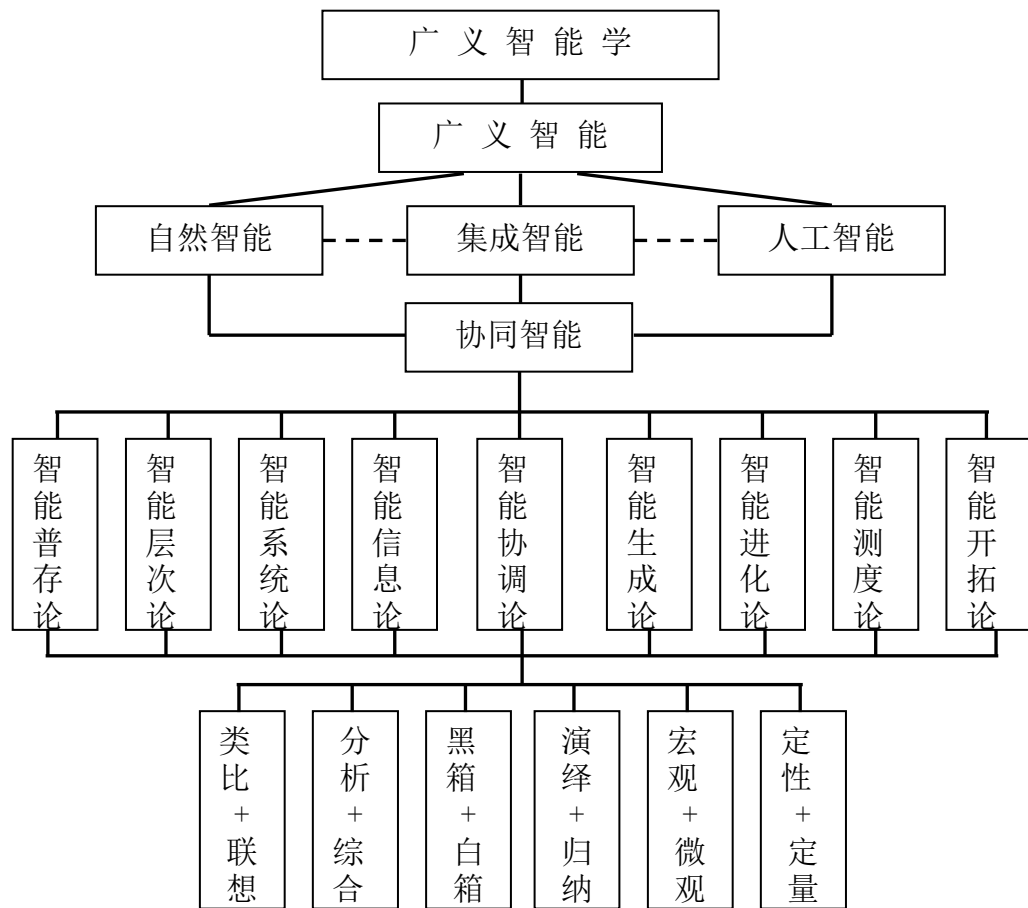 广 义 智 能 学
广 义 智 能
自然智能
集成智能
人工智能
协同智能
智能普存论
智能层次论
智能系统论
智能信息论
智能协调论
智能生成论
智能进化论
智能测度论
智能开拓论
类比+联想
分析+综合
黑箱+白箱
演绎+归纳
宏观+微观
定性+定量